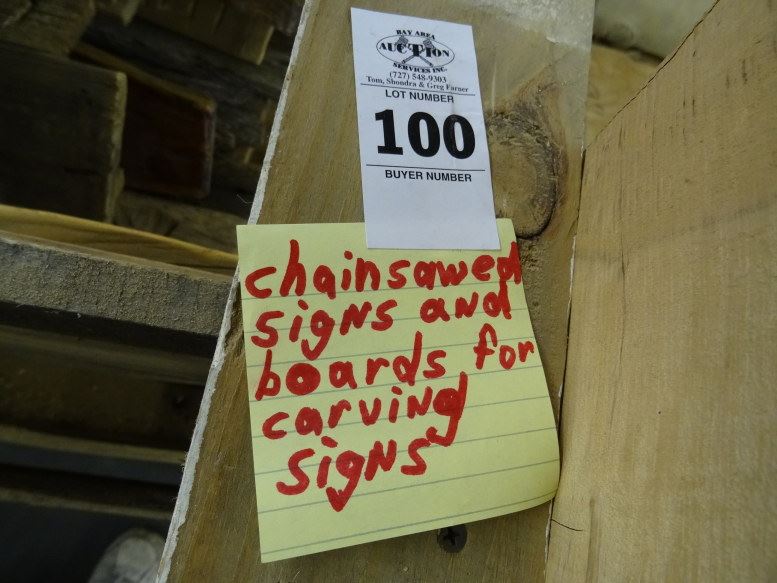 BAY AREA
AUCTION
SERVICES INC.
(727) 548-9303
Tom, Shondra & Greg Farner
LOT NUMBER
100
BUYER NUMBER
chainsawed
signs and
boards for
carving
signs